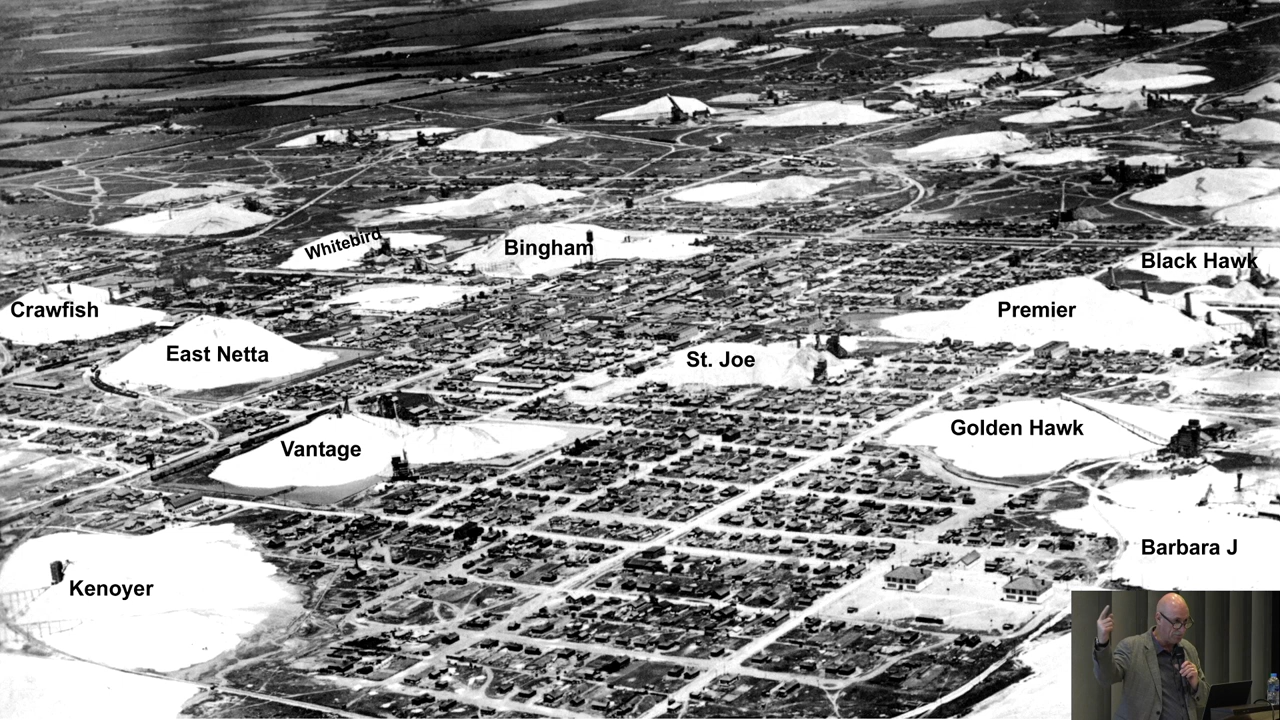 Whitebird
Bingham
Black Hawk
Crawfish
Premier
East Netta
St. Joe
Golden Hawk
Vantage
Barbara J
Kenoyer